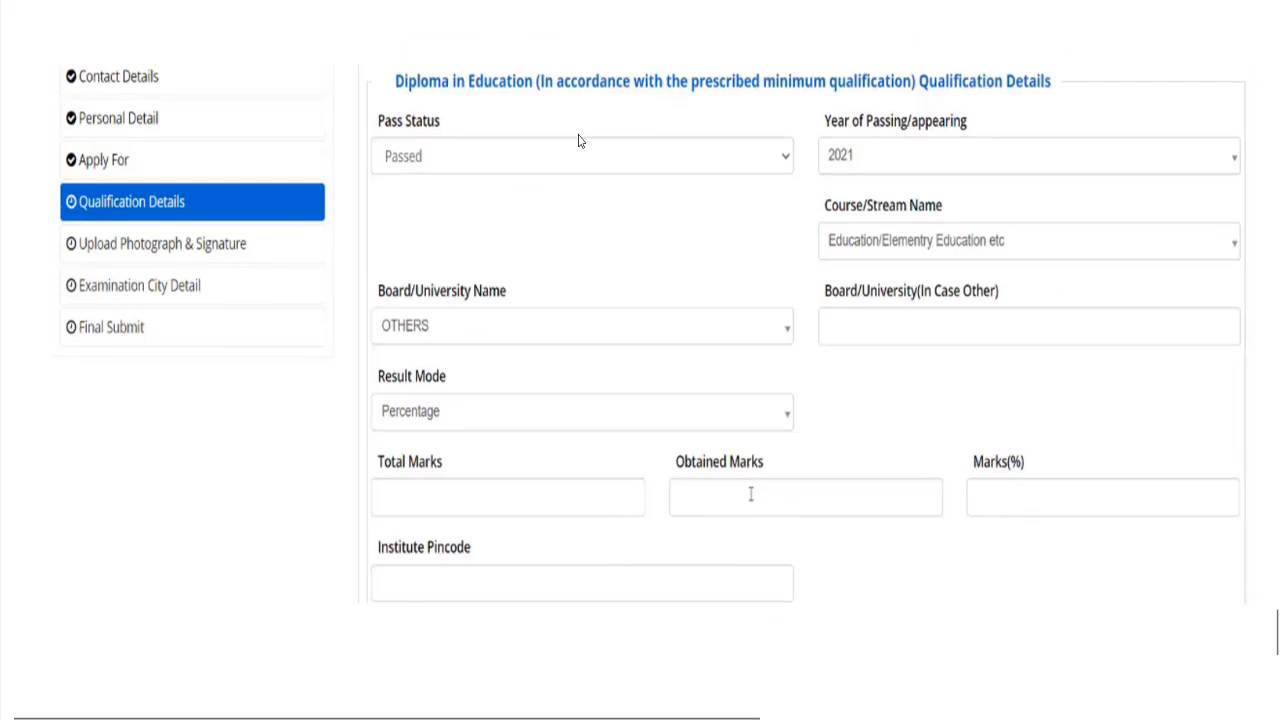 Contact Details
Personal Detail
Apply For
Qualification Details
Upload Photograph & Signature
Examination City Detail
Final Submit
Diploma in Education (In accordance with the prescribed minimum qualification) Qualification Details
Pass Status
Year of Passing/appearing
Passed
2021
Course/Stream Name
Education/Elementry Education etc
Board/University Name
Board/University(In Case Other)
OTHERS
Result Mode
Percentage
Total Marks
Obtained Marks
Marks(%)
Institute Pincode